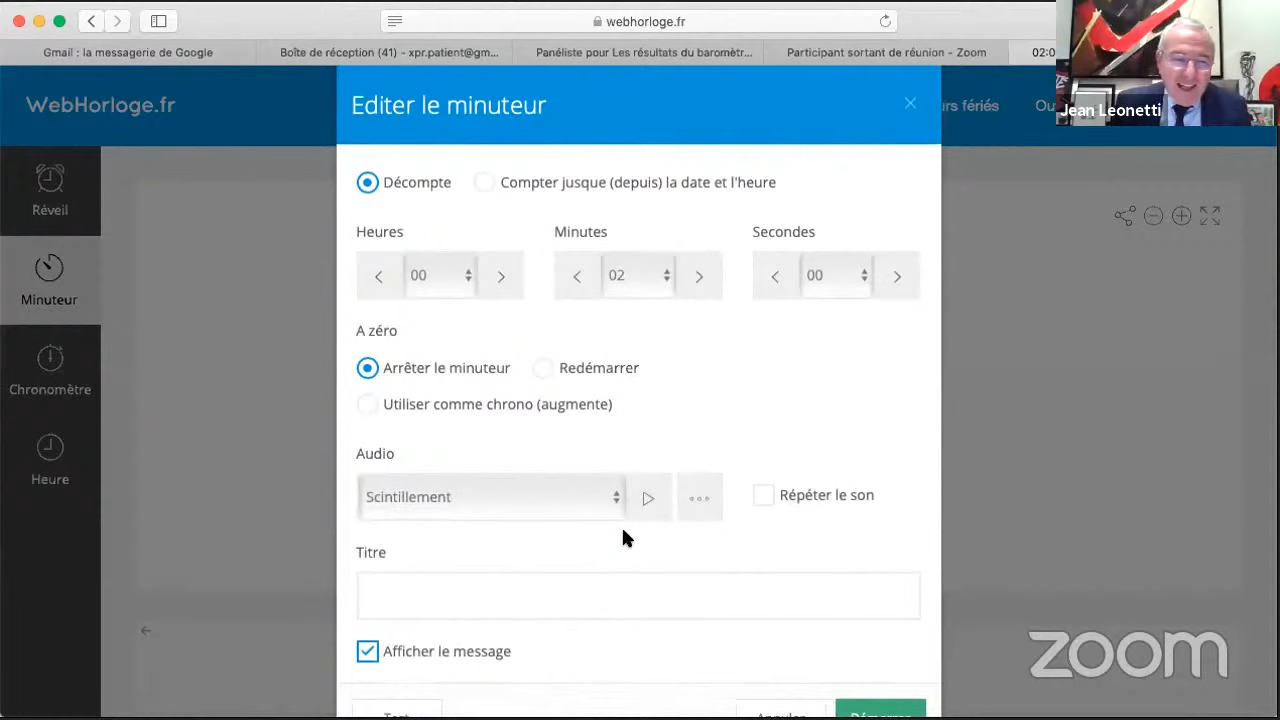 webhorloge.fr
Gmail : la messagerie de Google
Boîte de réception (41) - xpr.patient@gm...
Panéliste pour Les résultats du baromètr...
Participant sortant de réunion - Zoom
02:0
WebHorloge.fr
Editer le minuteur
urs fériés
Ou
Jean Leonetti
Réveil
Minuteur
Chronomètre
Heure
Décompte
Compter jusque (depuis) la date et l'heure
Heures
Minutes
Secondes
00
02
00
A zéro
Arrêter le minuteur
Redémarrer
Utiliser comme chrono (augmente)
Audio
Scintillement
Répéter le son
Titre
Afficher le message
Test
Annuler
Démarrer
zoom